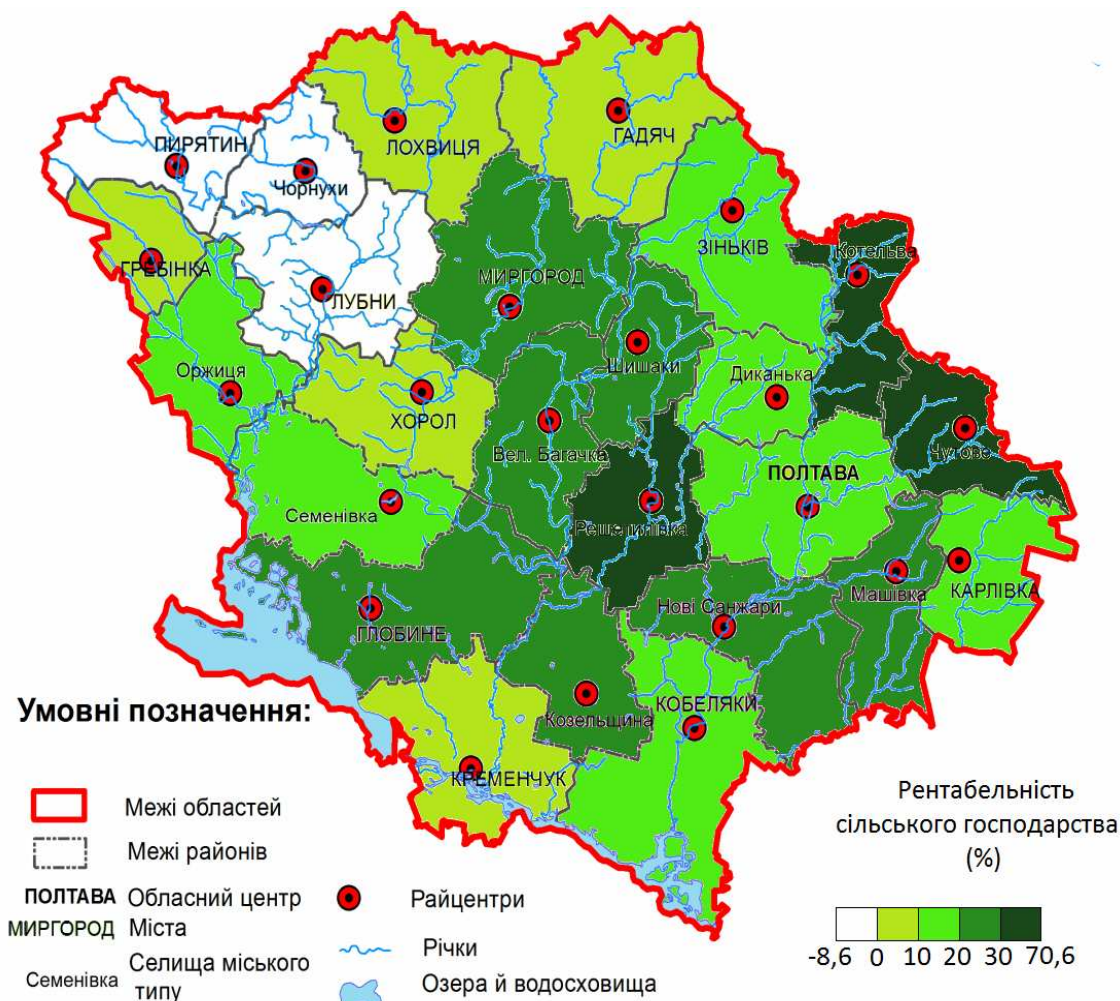 ПИРЯТИН
Чорнухи
ЛОХВИЦЯ
ГАДЯЧ
ГРЕБІНКА
ЛУБНИ
МИРГОРОД
ЗІНЬКІВ
Котельва
Оржиця
ХОРОЛ
Шишаки
Диканька
Вел. Багачка
Чутове
ПОЛТАВА
Семенівка
Решетилівка
Машівка
КАРЛІВКА
ГЛОБИНЕ
Нові Санжари
Козельщина
КОБЕЛЯКИ
КРЕМЕНЧУК
Умовні позначення:
Межі областей
Межі районів
ПОЛТАВА Обласний центр
МИРГОРОД Міста
Семенівка Селища міського
типу
Райцентри
Річки
Озера й водосховища
Рентабельність
сільського господарства
(%)
-8,6 0 10 20 30 70,6